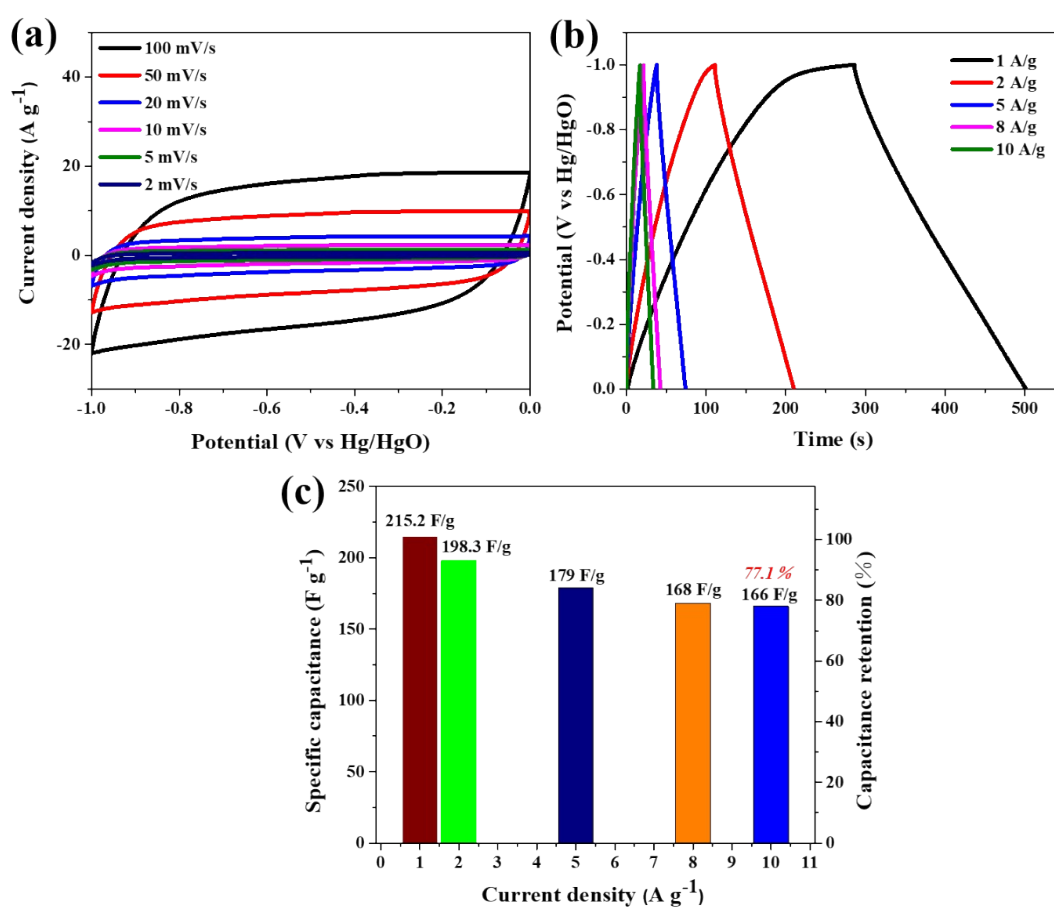 (a)
100 mV/s
50 mV/s
20 mV/s
10 mV/s
5 mV/s
2 mV/s
40
20
0
-20
Current density (A g⁻¹)
-1.0 -0.8 -0.6 -0.4 -0.2 0.0
Potential (V vs Hg/HgO)
(b)
1 A/g
2 A/g
5 A/g
8 A/g
10 A/g
-1.0
-0.8
-0.6
-0.4
-0.2
0.0
Potential (V vs Hg/HgO)
0 100 200 300 400 500
Time (s)
(c)
250
200
150
100
50
0
Specific capacitance (F g⁻¹)
215.2 F/g
198.3 F/g
179 F/g
168 F/g
77.1%
166 F/g
100
80
60
40
20
0
Capacitance retention (%)
0 1 2 3 4 5 6 7 8 9 10 11
Current density (A g⁻¹)